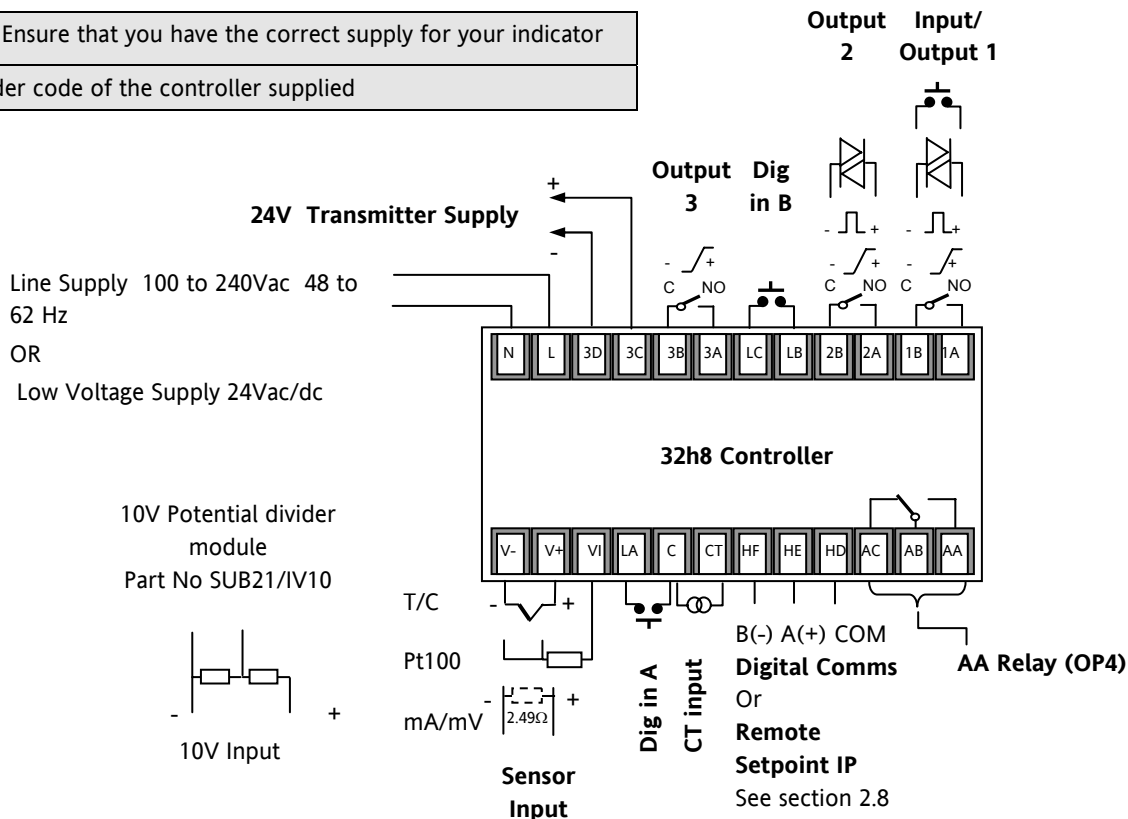 Ensure that you have the correct supply for your indicator
der code of the controller supplied
Output 2
Input/ Output 1
Output 3
Dig in B
24V Transmitter Supply
+
-
Line Supply 100 to 240Vac 48 to
62 Hz
OR
Low Voltage Supply 24Vac/dc
- +
- +
- +
- +
- +
C NO
C NO
C NO
N L 3D 3C 3B 3A LC LB 2B 2A 1B 1A
32h8 Controller
10V Potential divider
module
Part No SUB21/IV10
- +
10V Input
V- V+ VI LA C CT HF HE HD AC AB AA
T/C - +
Pt100
mA/mV - 2.49Ω +
Sensor
Input
Dig in A
CT input
B(-) A(+) COM
Digital Comms
Or
Remote
Setpoint IP
See section 2.8
AA Relay (OP4)